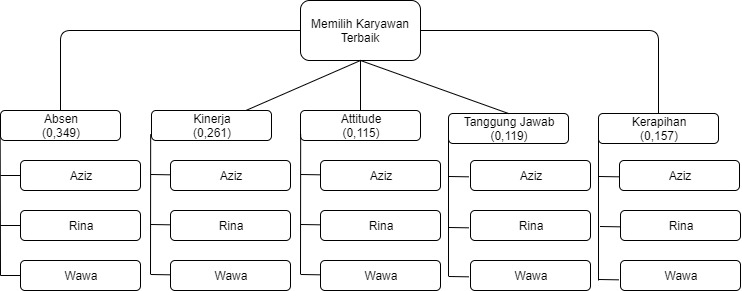 Memilih Karyawan
Terbaik
Absen
(0,349)
Kinerja
(0,261)
Attitude
(0,115)
Tanggung Jawab
(0,119)
Kerapihan
(0,157)
Aziz
Aziz
Aziz
Aziz
Aziz
Rina
Rina
Rina
Rina
Rina
Wawa
Wawa
Wawa
Wawa
Wawa